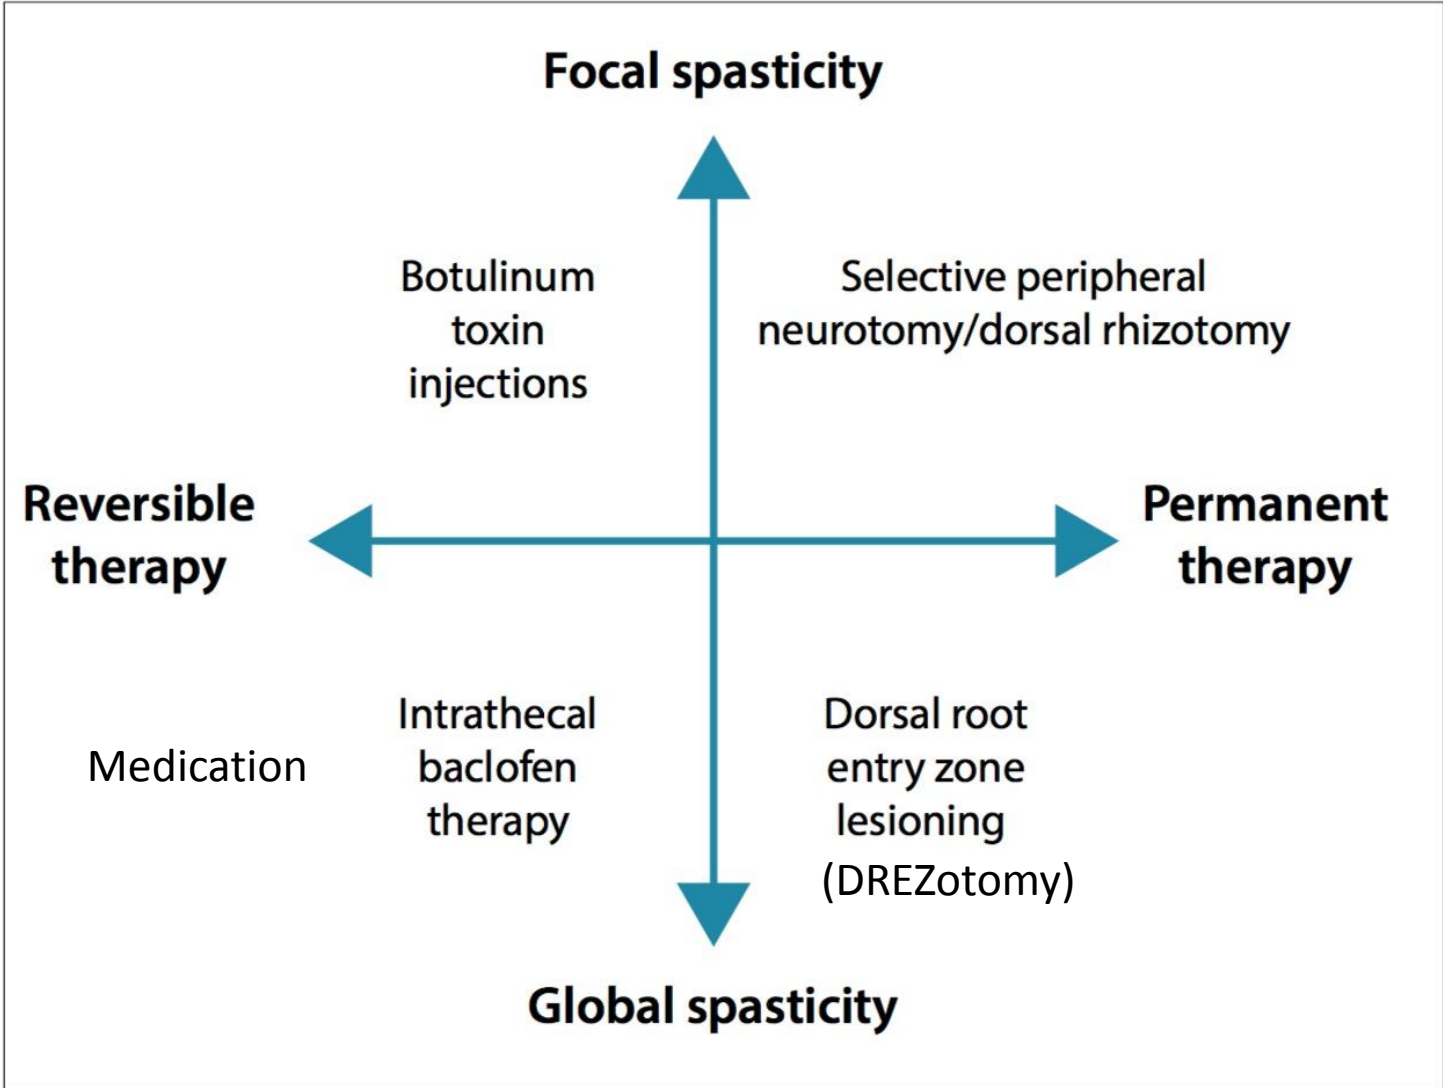 Focal spasticity
Botulinum
toxin
injections
Selective peripheral
neurotomy/dorsal rhizotomy
Reversible
therapy
Permanent
therapy
Medication
Intrathecal
baclofen
therapy
Dorsal root
entry zone
lesioning
(DREZotomy)
Global spasticity